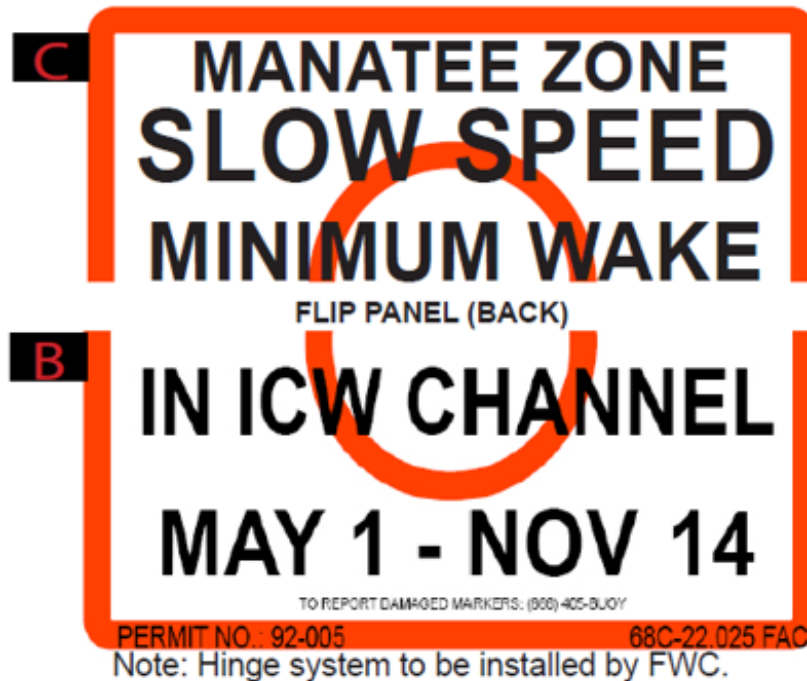 C
MANATEE ZONE
SLOW SPEED
MINIMUM WAKE
FLIP PANEL (BACK)
B
IN ICW CHANNEL
MAY 1 - NOV 14
TO REPORT DAMAGED MARKERS: (866) 405-BUOY
PERMIT NO.: 92-005 68C-22.025 FAC
Note: Hinge system to be installed by FWC.